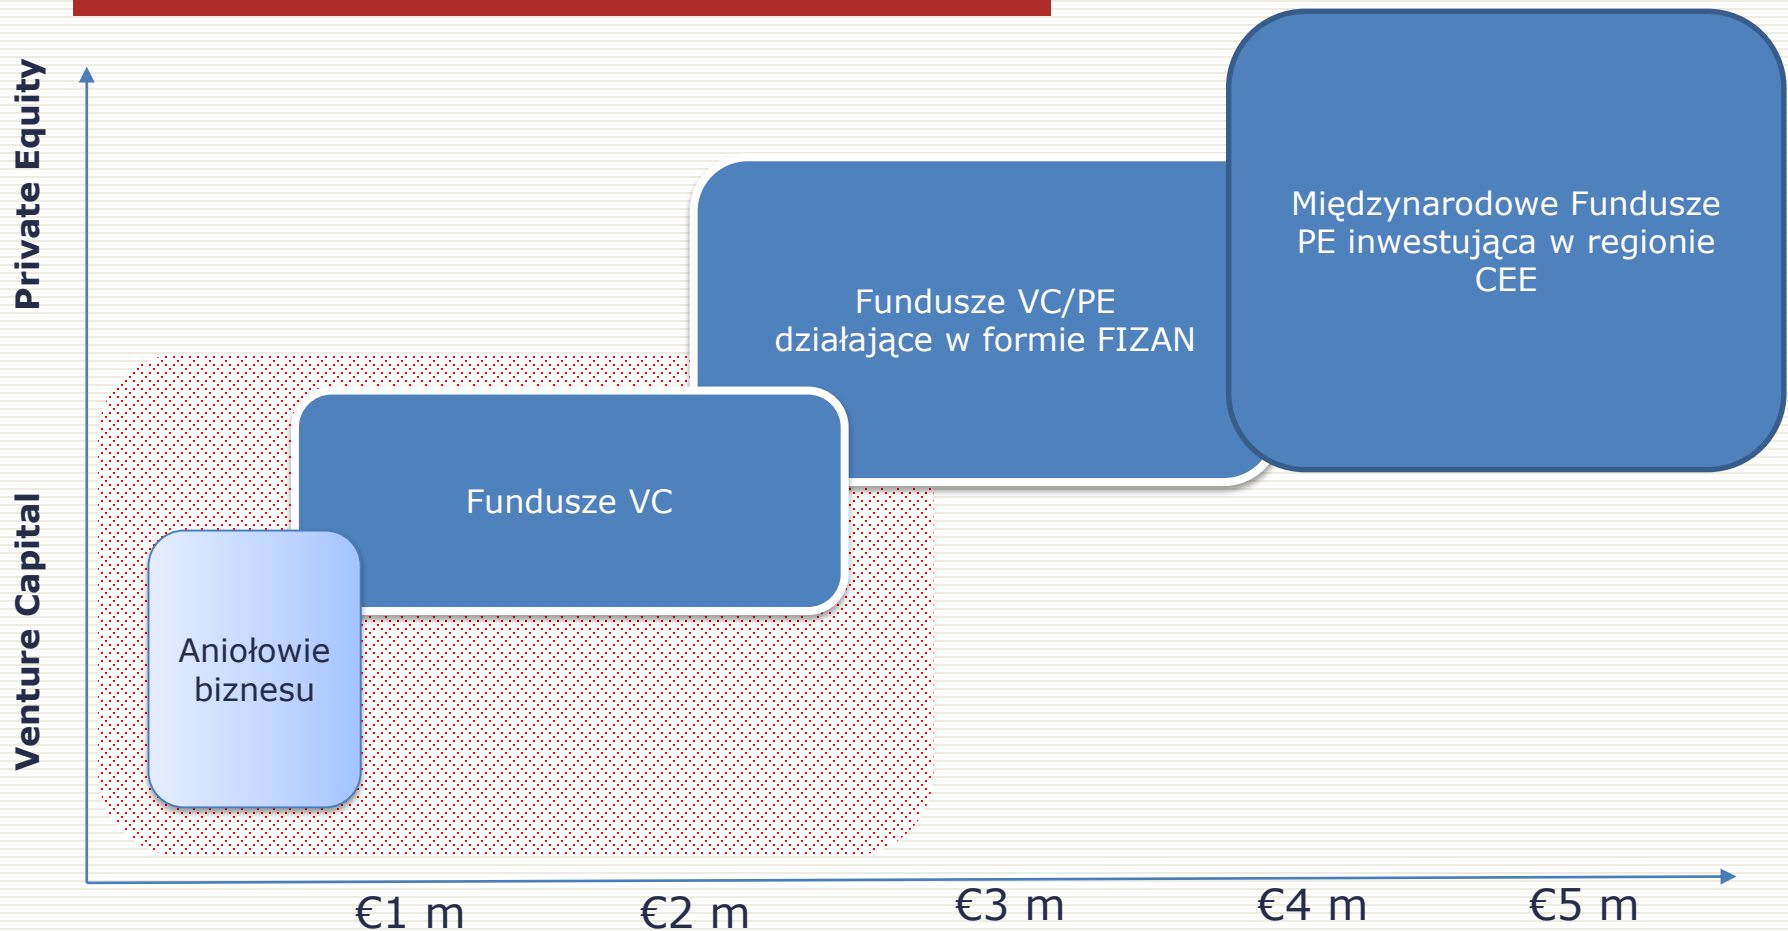 Private Equity
Venture Capital
Międzynarodowe Fundusze
PE inwestująca w regionie
CEE
Fundusze VC/PE
działające w formie FIZAN
Fundusze VC
Aniołowie
biznesu
€1 m
€2 m
€3 m
€4 m
€5 m